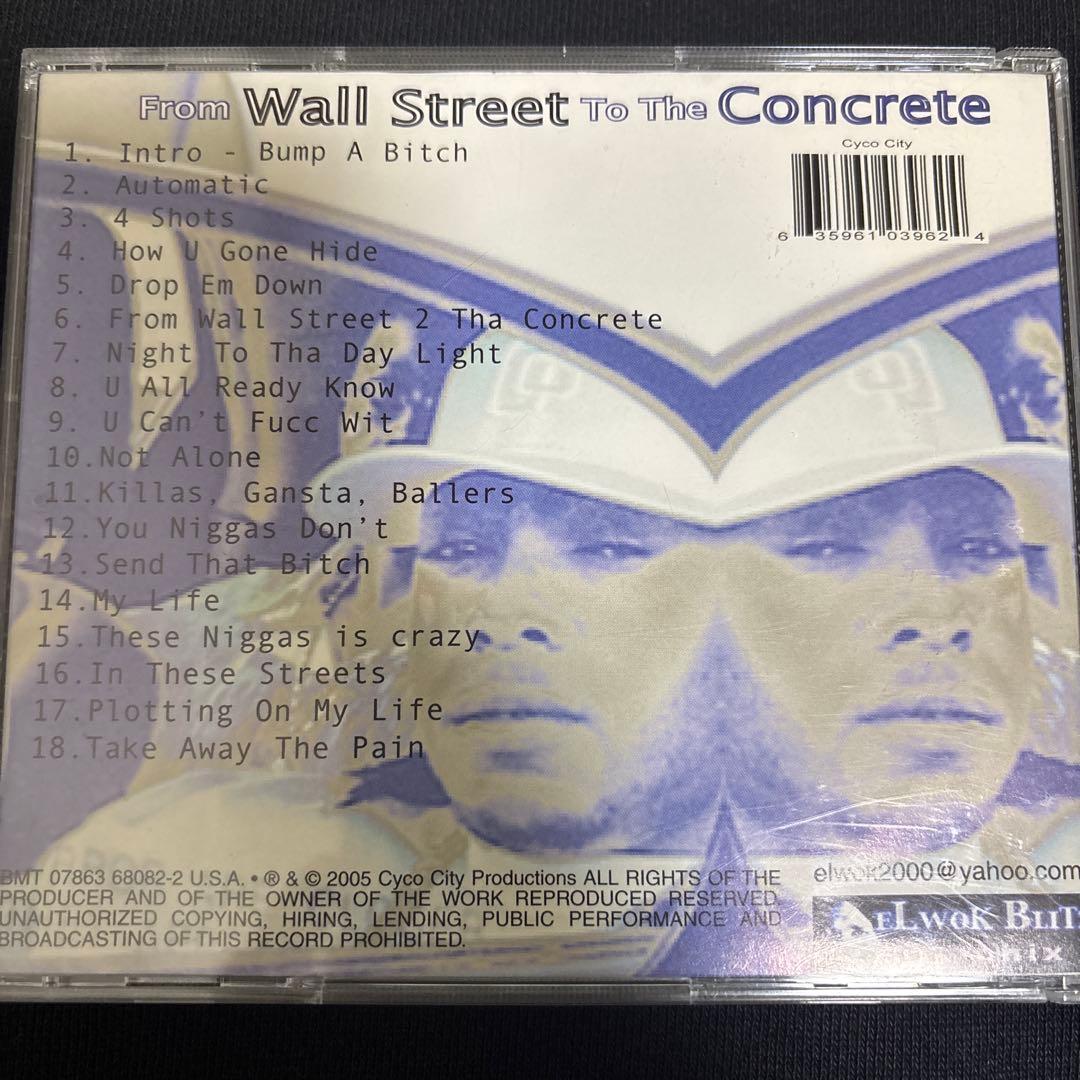 From Wall Street To The Concrete
Cyco City
6 35961 03962 4
1. Intro - Bump A Bitch
2. Automatic
3. 4 Shots
4. How U Gone Hide
5. Drop Em Down
6. From Wall Street 2 Tha Concrete
7. Night To Tha Day Light
8. U All Ready Know
9. U Can't Fucc Wit
10.Not Alone
11.Killas, Gansta, Ballers
12.You Niggas Don't
13.Send That Bitch
14.My Life
15.These Niggas is crazy
16.In These Streets
17.Plotting On My Life
18.Take Away The Pain
BMT 07863 68082-2 U.S.A. • ® & © 2005 Cyco City Productions ALL RIGHTS OF THE
PRODUCER AND OF THE OWNER OF THE WORK REPRODUCED RESERVED.
UNAUTHORIZED COPYING, HIRING, LENDING, PUBLIC PERFORMANCE AND
BROADCASTING OF THIS RECORD PROHIBITED.
elwok2000@yahoo.com
eLwoK